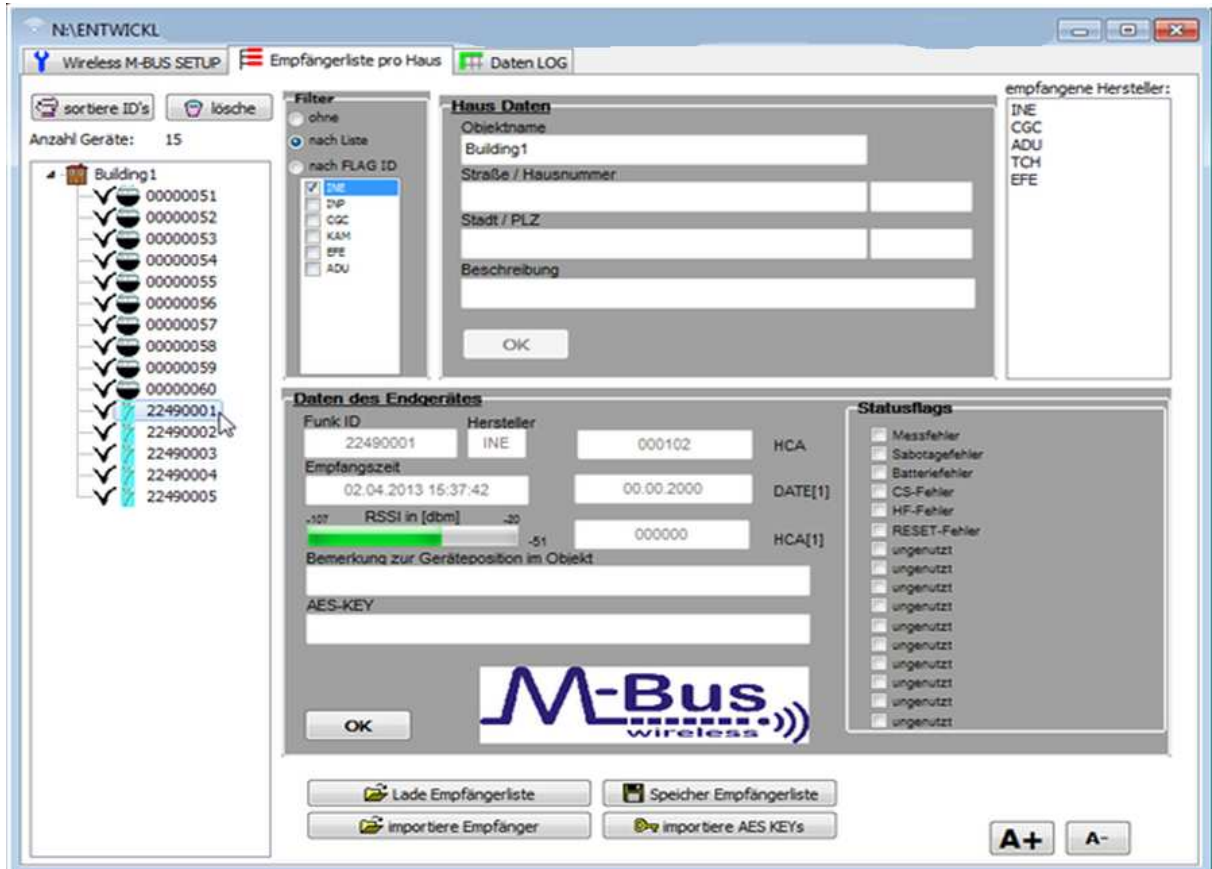 N:\ENTWICKL
Wireless M-BUS SETUP
Empfängerliste pro Haus
Daten LOG
sortiere ID's
lösche
Anzahl Geräte: 15
Building1
00000051
00000052
00000053
00000054
00000055
00000056
00000057
00000058
00000059
00000060
22490001
22490002
22490003
22490004
22490005
Filter
ohne
nach Liste
nach FLAG ID
INE
INP
CGC
KAM
EFE
ADU
Haus Daten
Objektname
Building1
Straße / Hausnummer
Stadt / PLZ
Beschreibung
OK
empfangene Hersteller:
INE
CGC
ADU
TCH
EFE
Daten des Endgerätes
Funk ID Hersteller
22490001 INE 000102 HCA
Empfangszeit
02.04.2013 15:37:42 00.00.2000 DATE[1]
-107 RSSI in [dbm] -20
-51 000000 HCA[1]
Bemerkung zur Geräteposition im Objekt
AES-KEY
M-Bus
wireless
OK
Statusflags
Messfehler
Sabotagefehler
Batteriefehler
CS-Fehler
HF-Fehler
RESET-Fehler
ungenutzt
ungenutzt
ungenutzt
ungenutzt
ungenutzt
ungenutzt
ungenutzt
ungenutzt
ungenutzt
ungenutzt
Lade Empfängerliste
Speicher Empfängerliste
importiere Empfänger
importiere AES KEYs
A+ A-